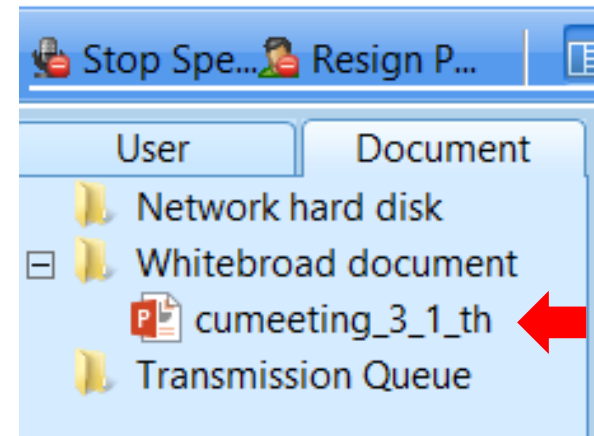 Stop Spe... Resign P...
User Document
Network hard disk
Whitebroad document
P cumeeting_3_1_th
Transmission Queue